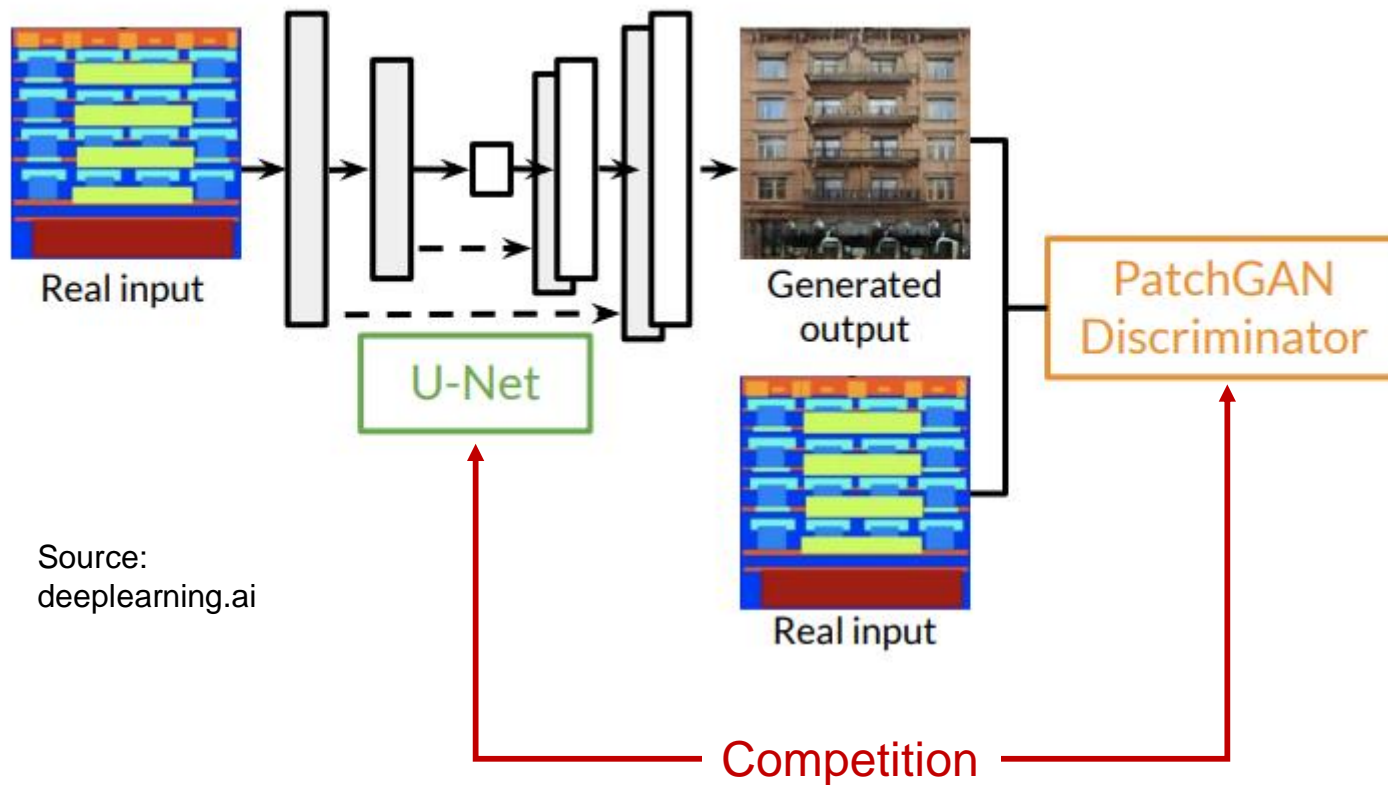 Real input
Generated
output
PatchGAN
Discriminator
U-Net
Source:
deeplearning.ai
Real input
Competition